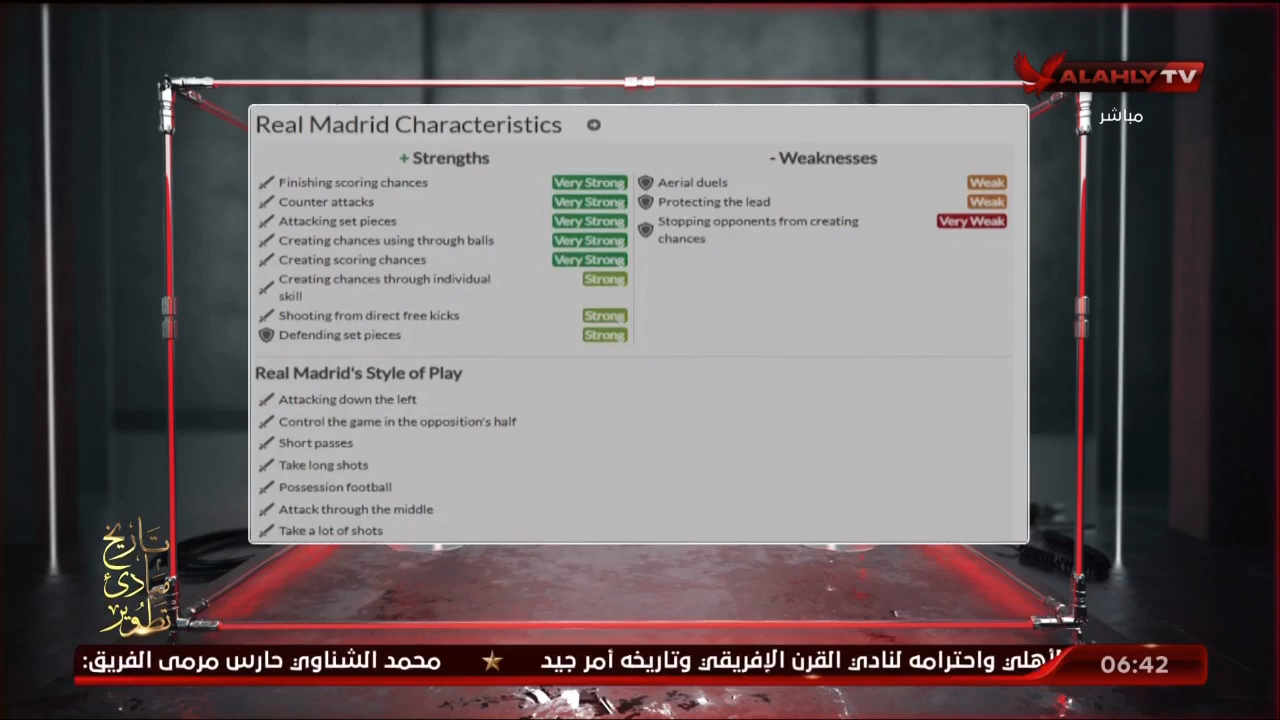 ALAHLY TV
مباشر
Real Madrid Characteristics
+ Strengths
Finishing scoring chances Very Strong
Counter attacks Very Strong
Attacking set pieces Very Strong
Creating chances using through balls Very Strong
Creating scoring chances Very Strong
Creating chances through individual Strong
skill
Shooting from direct free kicks Strong
Defending set pieces Strong
- Weaknesses
Aerial duels Weak
Protecting the lead Weak
Stopping opponents from creating Very Weak
chances
Real Madrid's Style of Play
Attacking down the left
Control the game in the opposition's half
Short passes
Take long shots
Possession football
Attack through the middle
Take a lot of shots
تاريخ
مبادئ
تطوير
الأهلي واحترامه لنادي القرن الإفريقي وتاريخه أمر جيد ★ محمد الشناوي حارس مرمى الفريق:
06:42